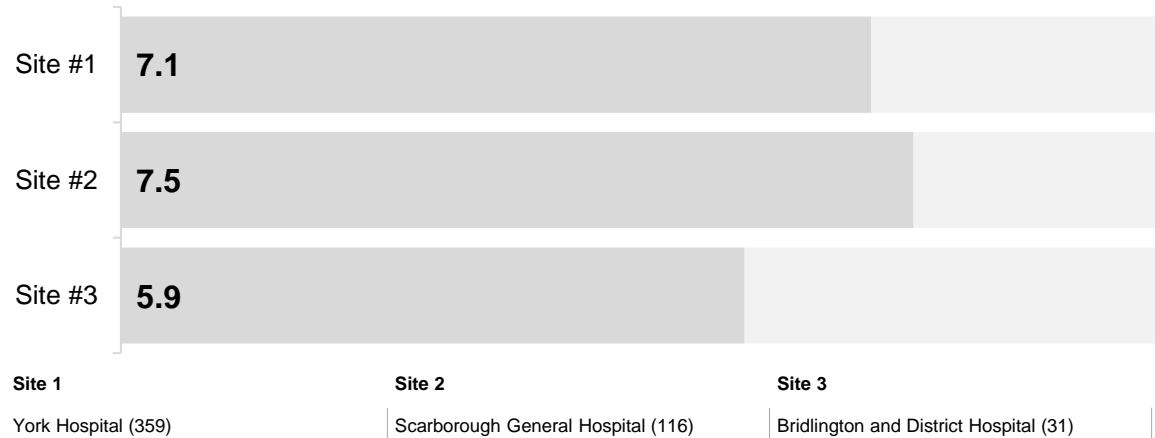 Site #1 7.1
Site #2 7.5
Site #3 5.9
Site 1 Site 2 Site 3
York Hospital (359) Scarborough General Hospital (116) Bridlington and District Hospital (31)